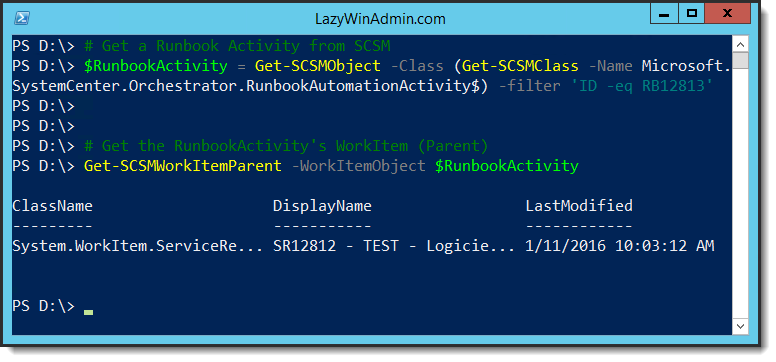 LazyWinAdmin.com
PS D:\> # Get a Runbook Activity from SCSM
PS D:\> $RunbookActivity = Get-SCSMObject -Class (Get-SCSMClass -Name Microsoft.
SystemCenter.Orchestrator.RunbookAutomationActivity$) -filter 'ID -eq RB12813'
PS D:\>
PS D:\>
PS D:\> # Get the RunbookActivity's WorkItem (Parent)
PS D:\> Get-SCSMWorkItemParent -WorkItemObject $RunbookActivity
ClassName DisplayName LastModified
--------- ----------- ------------
System.WorkItem.ServiceRe... SR12812 - TEST - Logicie... 1/11/2016 10:03:12 AM
PS D:\>